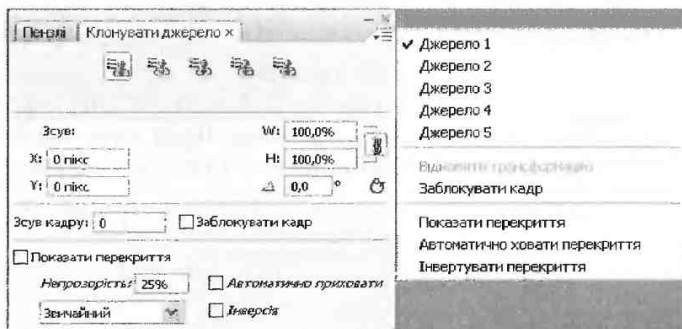 Пензлі Клонувати джерело ×
Зсув: W: 100,0%
X: 0 пікс H: 100,0%
Y: 0 пікс 0,0 °
Зсув кадру: 0 Заблокувати кадр
Показати перекриття
Непрозорість: 25% Автоматично приховати
Звичайний Інверсія
✓ Джерело 1
Джерело 2
Джерело 3
Джерело 4
Джерело 5
Відновити трансформацію
Заблокувати кадр
Показати перекриття
Автоматично ховати перекриття
Інвертувати перекриття